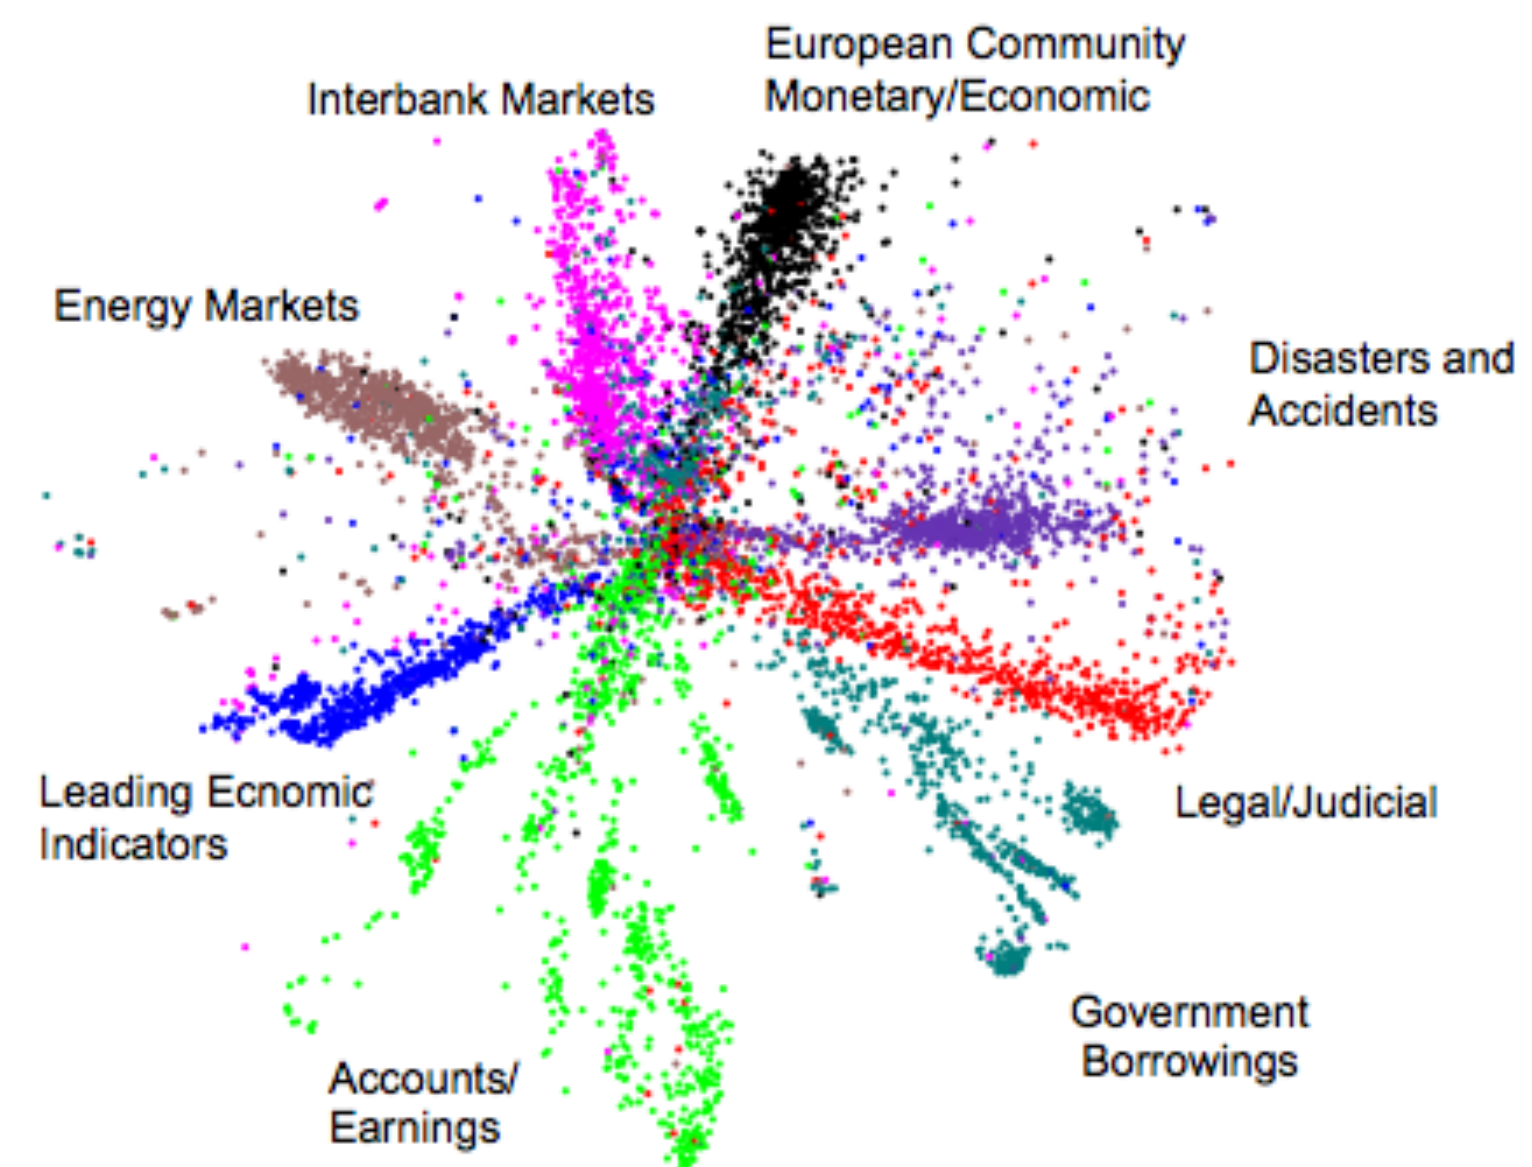 European Community
Monetary/Economic
Interbank Markets
Energy Markets
Disasters and
Accidents
Leading Ecnomic
Indicators
Legal/Judicial
Government
Borrowings
Accounts/
Earnings